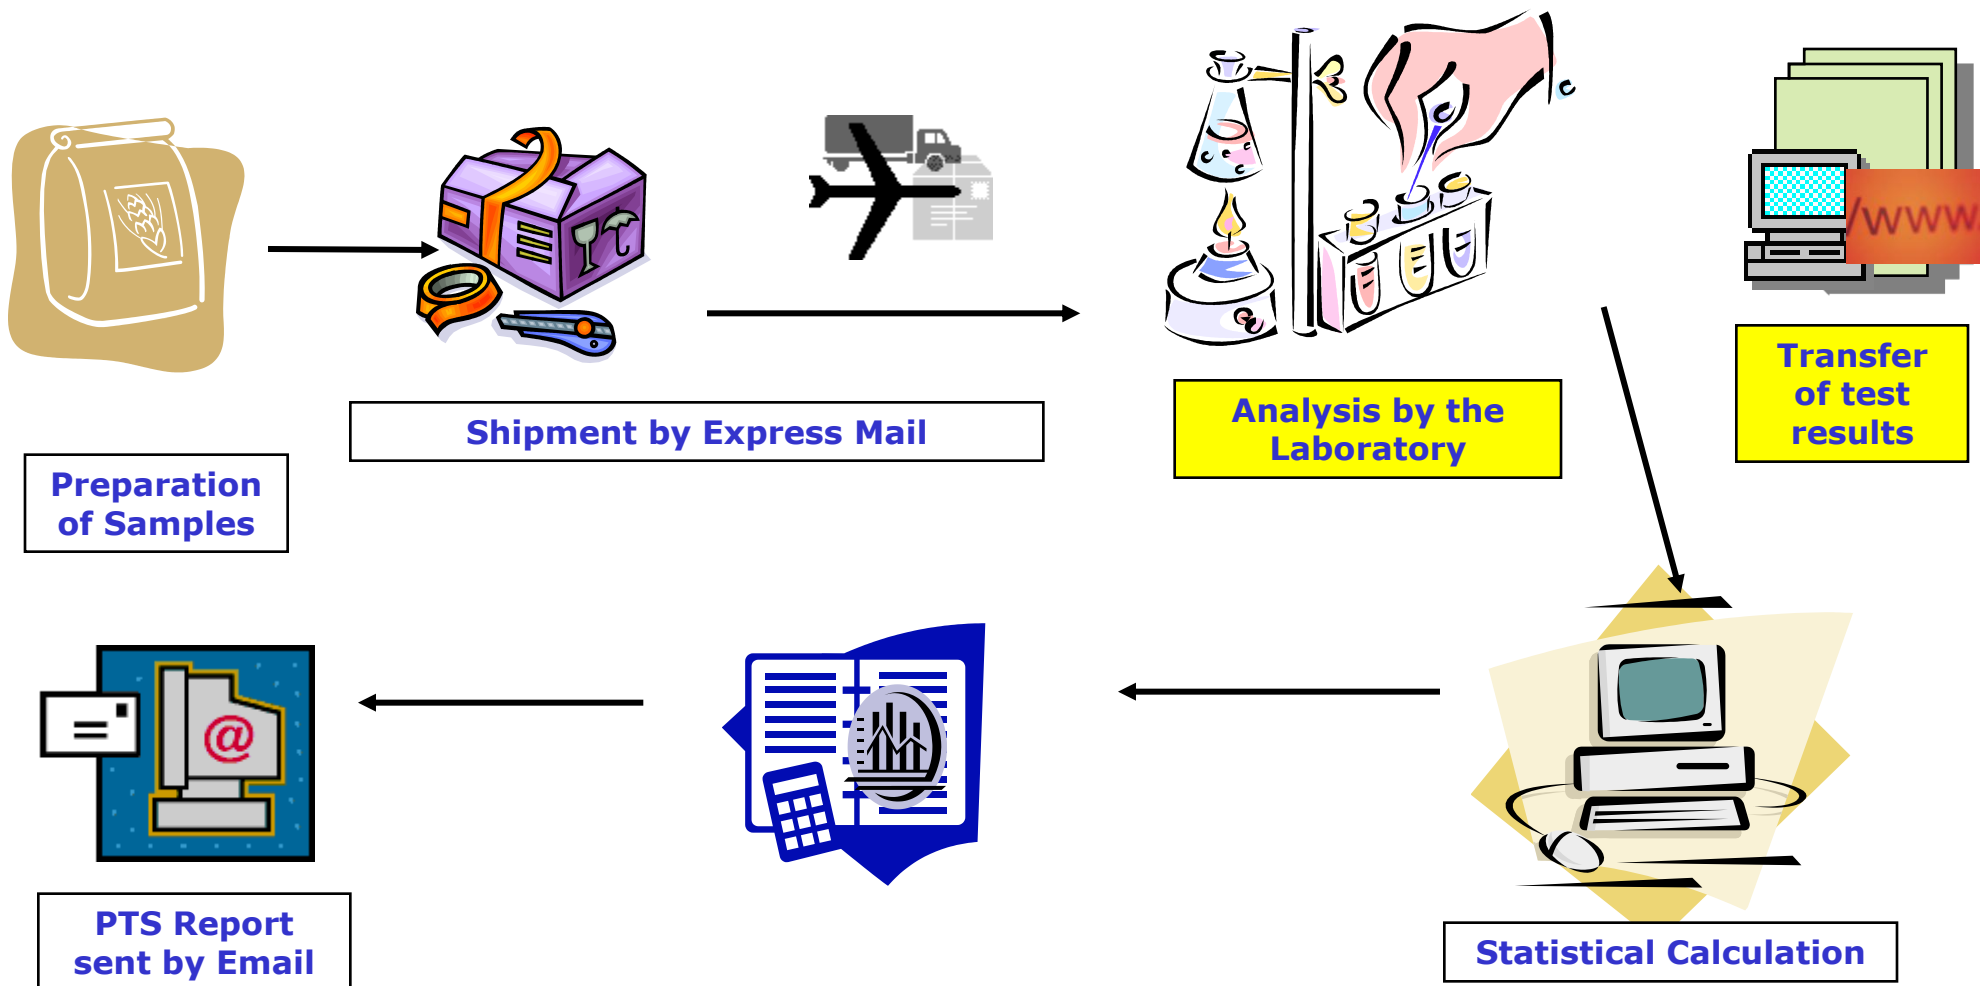 /www.
Transfer
of test
results
Analysis by the
Laboratory
Shipment by Express Mail
Preparation
of Samples
@
PTS Report
sent by Email
Statistical Calculation